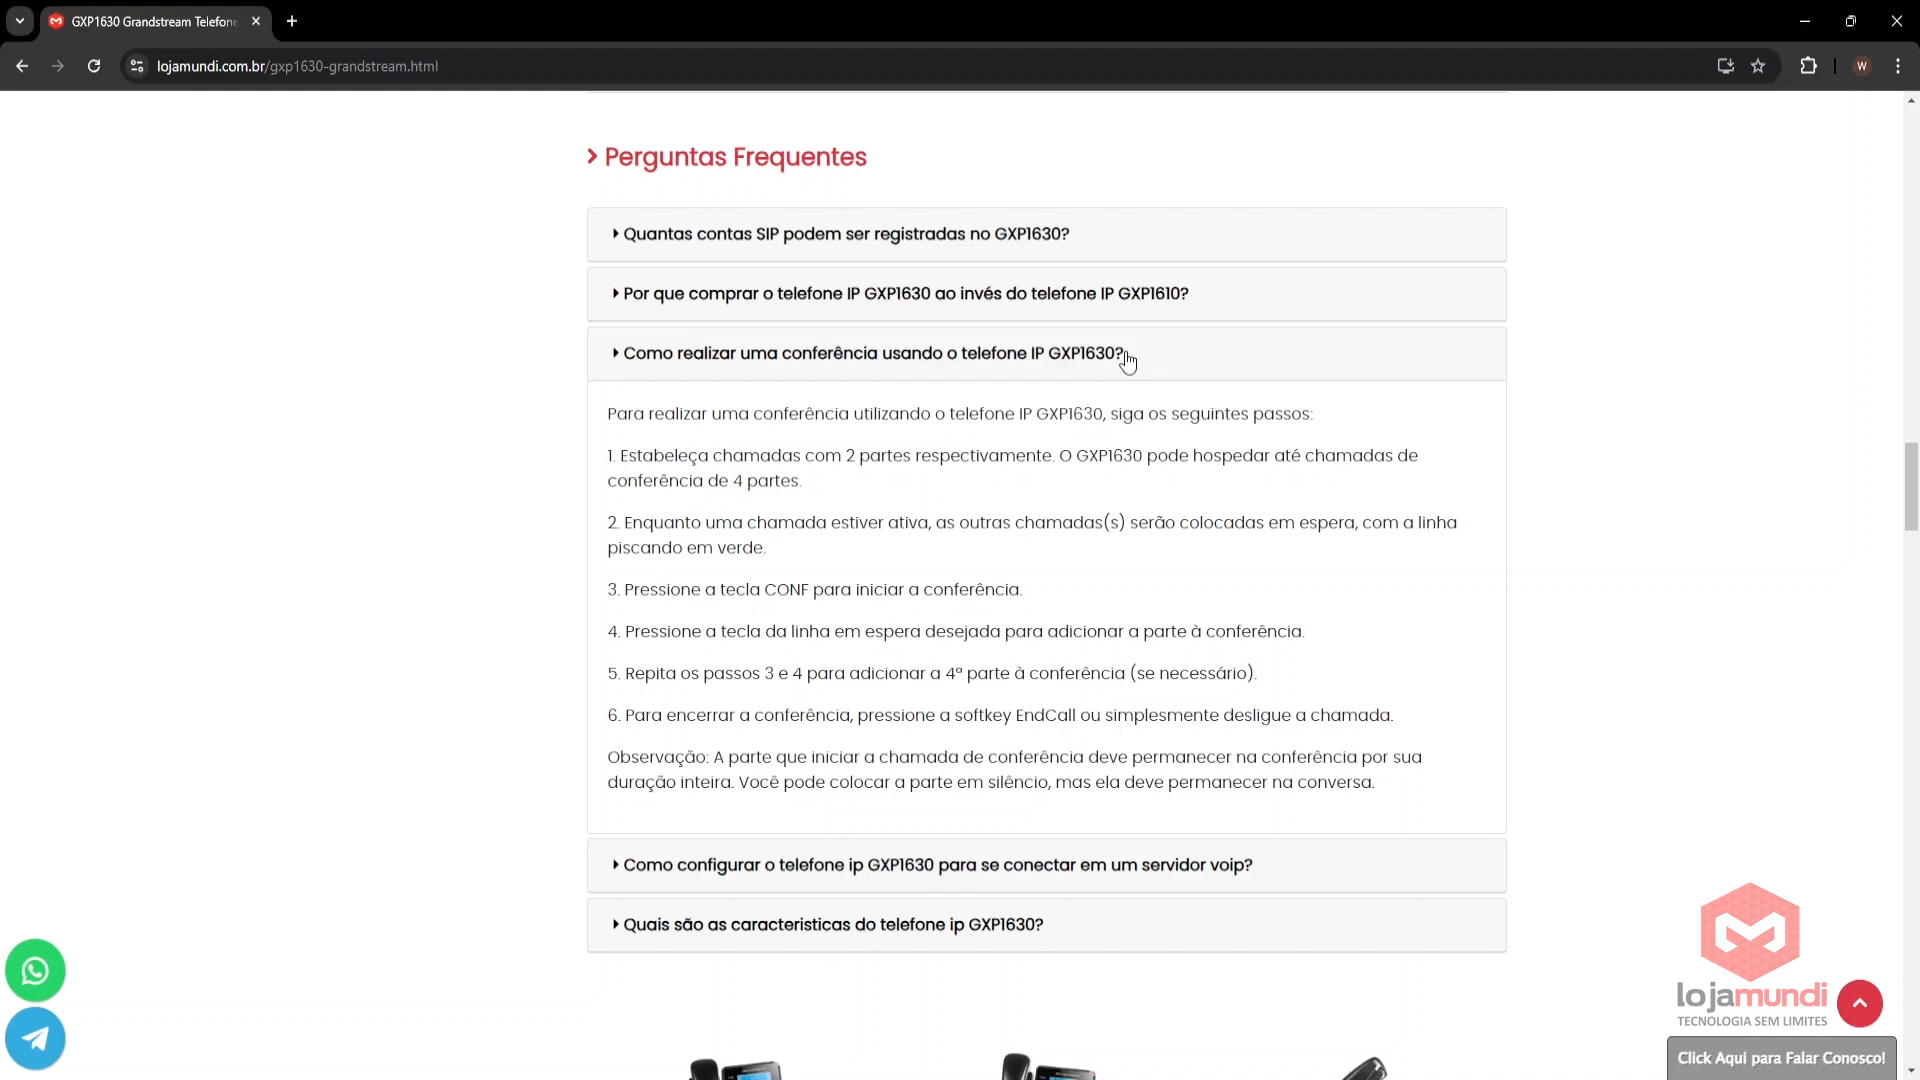 GXP1630 Grandstream Telefone
lojamundi.com.br/gxp1630-grandstream.html
W
Perguntas Frequentes
Quantas contas SIP podem ser registradas no GXP1630?
Por que comprar o telefone IP GXP1630 ao invés do telefone IP GXP1610?
Como realizar uma conferência usando o telefone IP GXP1630?
Para realizar uma conferência utilizando o telefone IP GXP1630, siga os seguintes passos:
1. Estabeleça chamadas com 2 partes respectivamente. O GXP1630 pode hospedar até chamadas de
conferência de 4 partes.
2. Enquanto uma chamada estiver ativa, as outras chamadas(s) serão colocadas em espera, com a linha
piscando em verde.
3. Pressione a tecla CONF para iniciar a conferência.
4. Pressione a tecla da linha em espera desejada para adicionar a parte à conferência.
5. Repita os passos 3 e 4 para adicionar a 4ª parte à conferência (se necessário).
6. Para encerrar a conferência, pressione a softkey EndCall ou simplesmente desligue a chamada.
Observação: A parte que iniciar a chamada de conferência deve permanecer na conferência por sua
duração inteira. Você pode colocar a parte em silêncio, mas ela deve permanecer na conversa.
Como configurar o telefone ip GXP1630 para se conectar em um servidor voip?
Quais são as caracteristicas do telefone ip GXP1630?
lojamundi
TECNOLOGIA SEM LIMITES
Click Aqui para Falar Conosco!